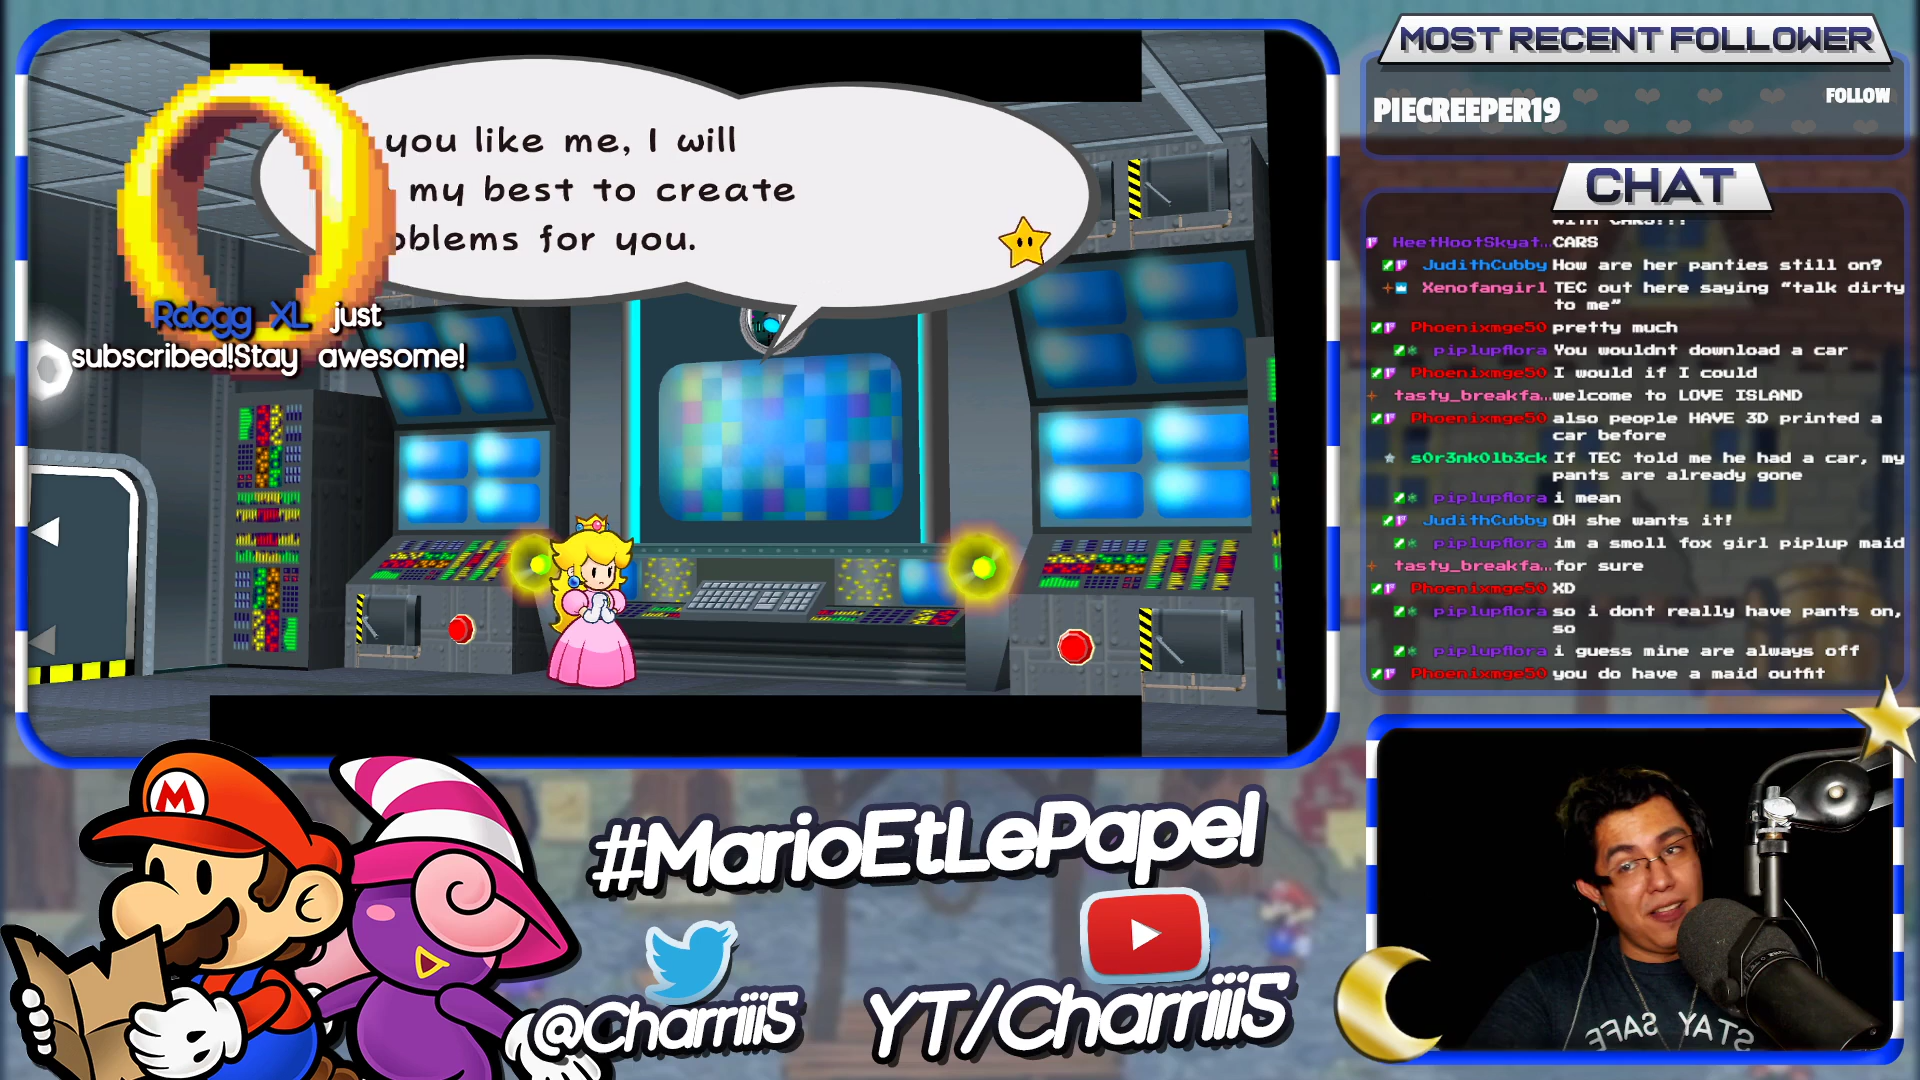 you like me, I will
my best to create
oblems for you.
Rdogg XL just
subscribed!Stay awesome!
M
#MarioEtLePapel
@Charriii5
YT/Charriii5
MOST RECENT FOLLOWER
PIECREEPER19
FOLLOW
CHAT
HeetHootSkyat... CARS
JudithCubby How are her panties still on?
Xenofangirl TEC out here saying "talk dirty
to me"
Phoenixmge50 pretty much
piplupflora You wouldnt download a car
Phoenixmge50 I would if I could
tasty_breakfa... welcome to LOVE ISLAND
Phoenixmge50 also people HAVE 3D printed a
car before
s0r3nk0lb3ck If TEC told me he had a car, my
pants are already gone
piplupflora i mean
JudithCubby OH she wants it!
piplupflora im a smoll fox girl piplup maid
tasty_breakfa... for sure
Phoenixmge50 XD
piplupflora so i dont really have pants on,
so
piplupflora i guess mine are always off
Phoenixmge50 you do have a maid outfit
STAY SAFE